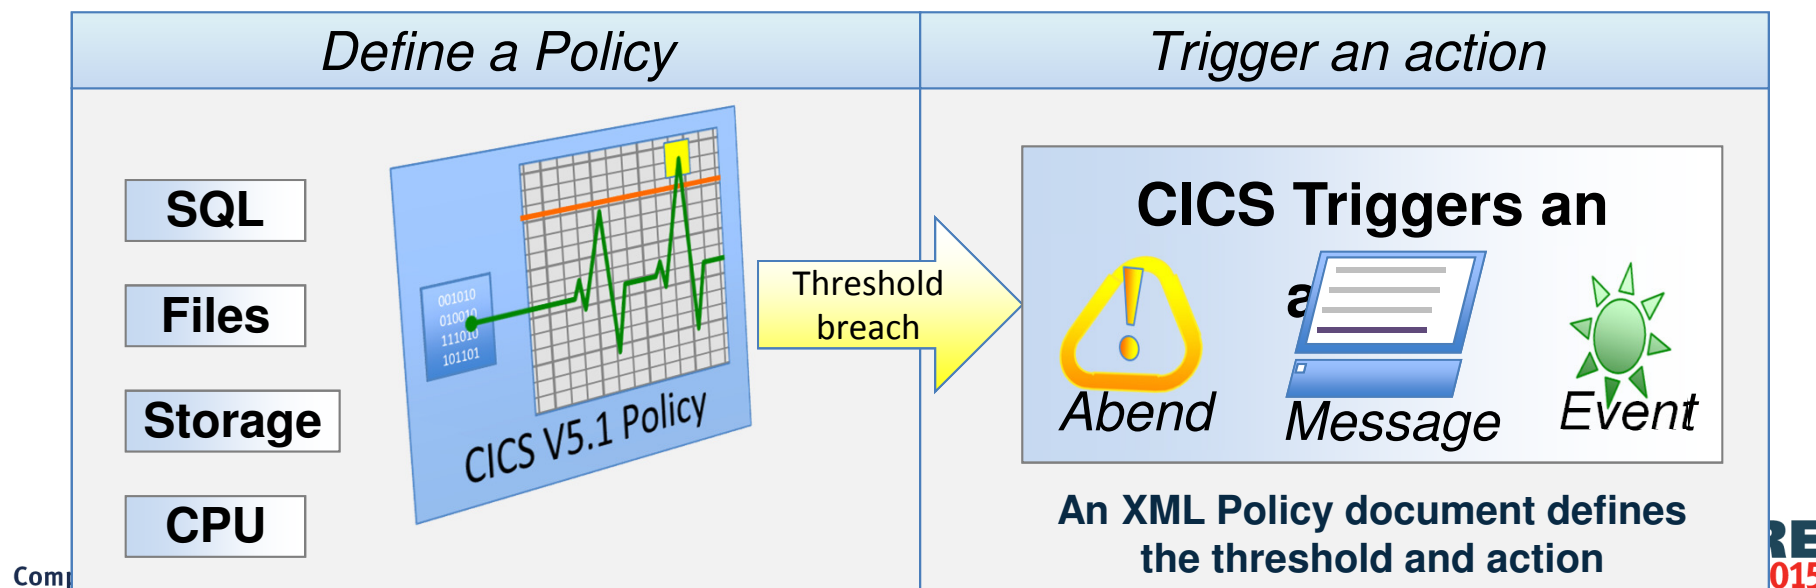 Define a Policy
Trigger an action
SQL
Files
Storage
CPU
001010
010010
111010
101101
CICS V5.1 Policy
Threshold
breach
CICS Triggers an
Abend
Message
Event
An XML Policy document defines
the threshold and action